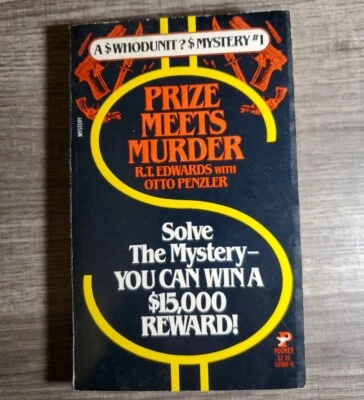 A $WHODUNIT?$ MYSTERY #1
MYSTERY
PRIZE
MEETS
MURDER
R.T. EDWARDS WITH
OTTO PENZLER
Solve
The Mystery–
YOU CAN WIN A
$15,000
REWARD!
POCKET